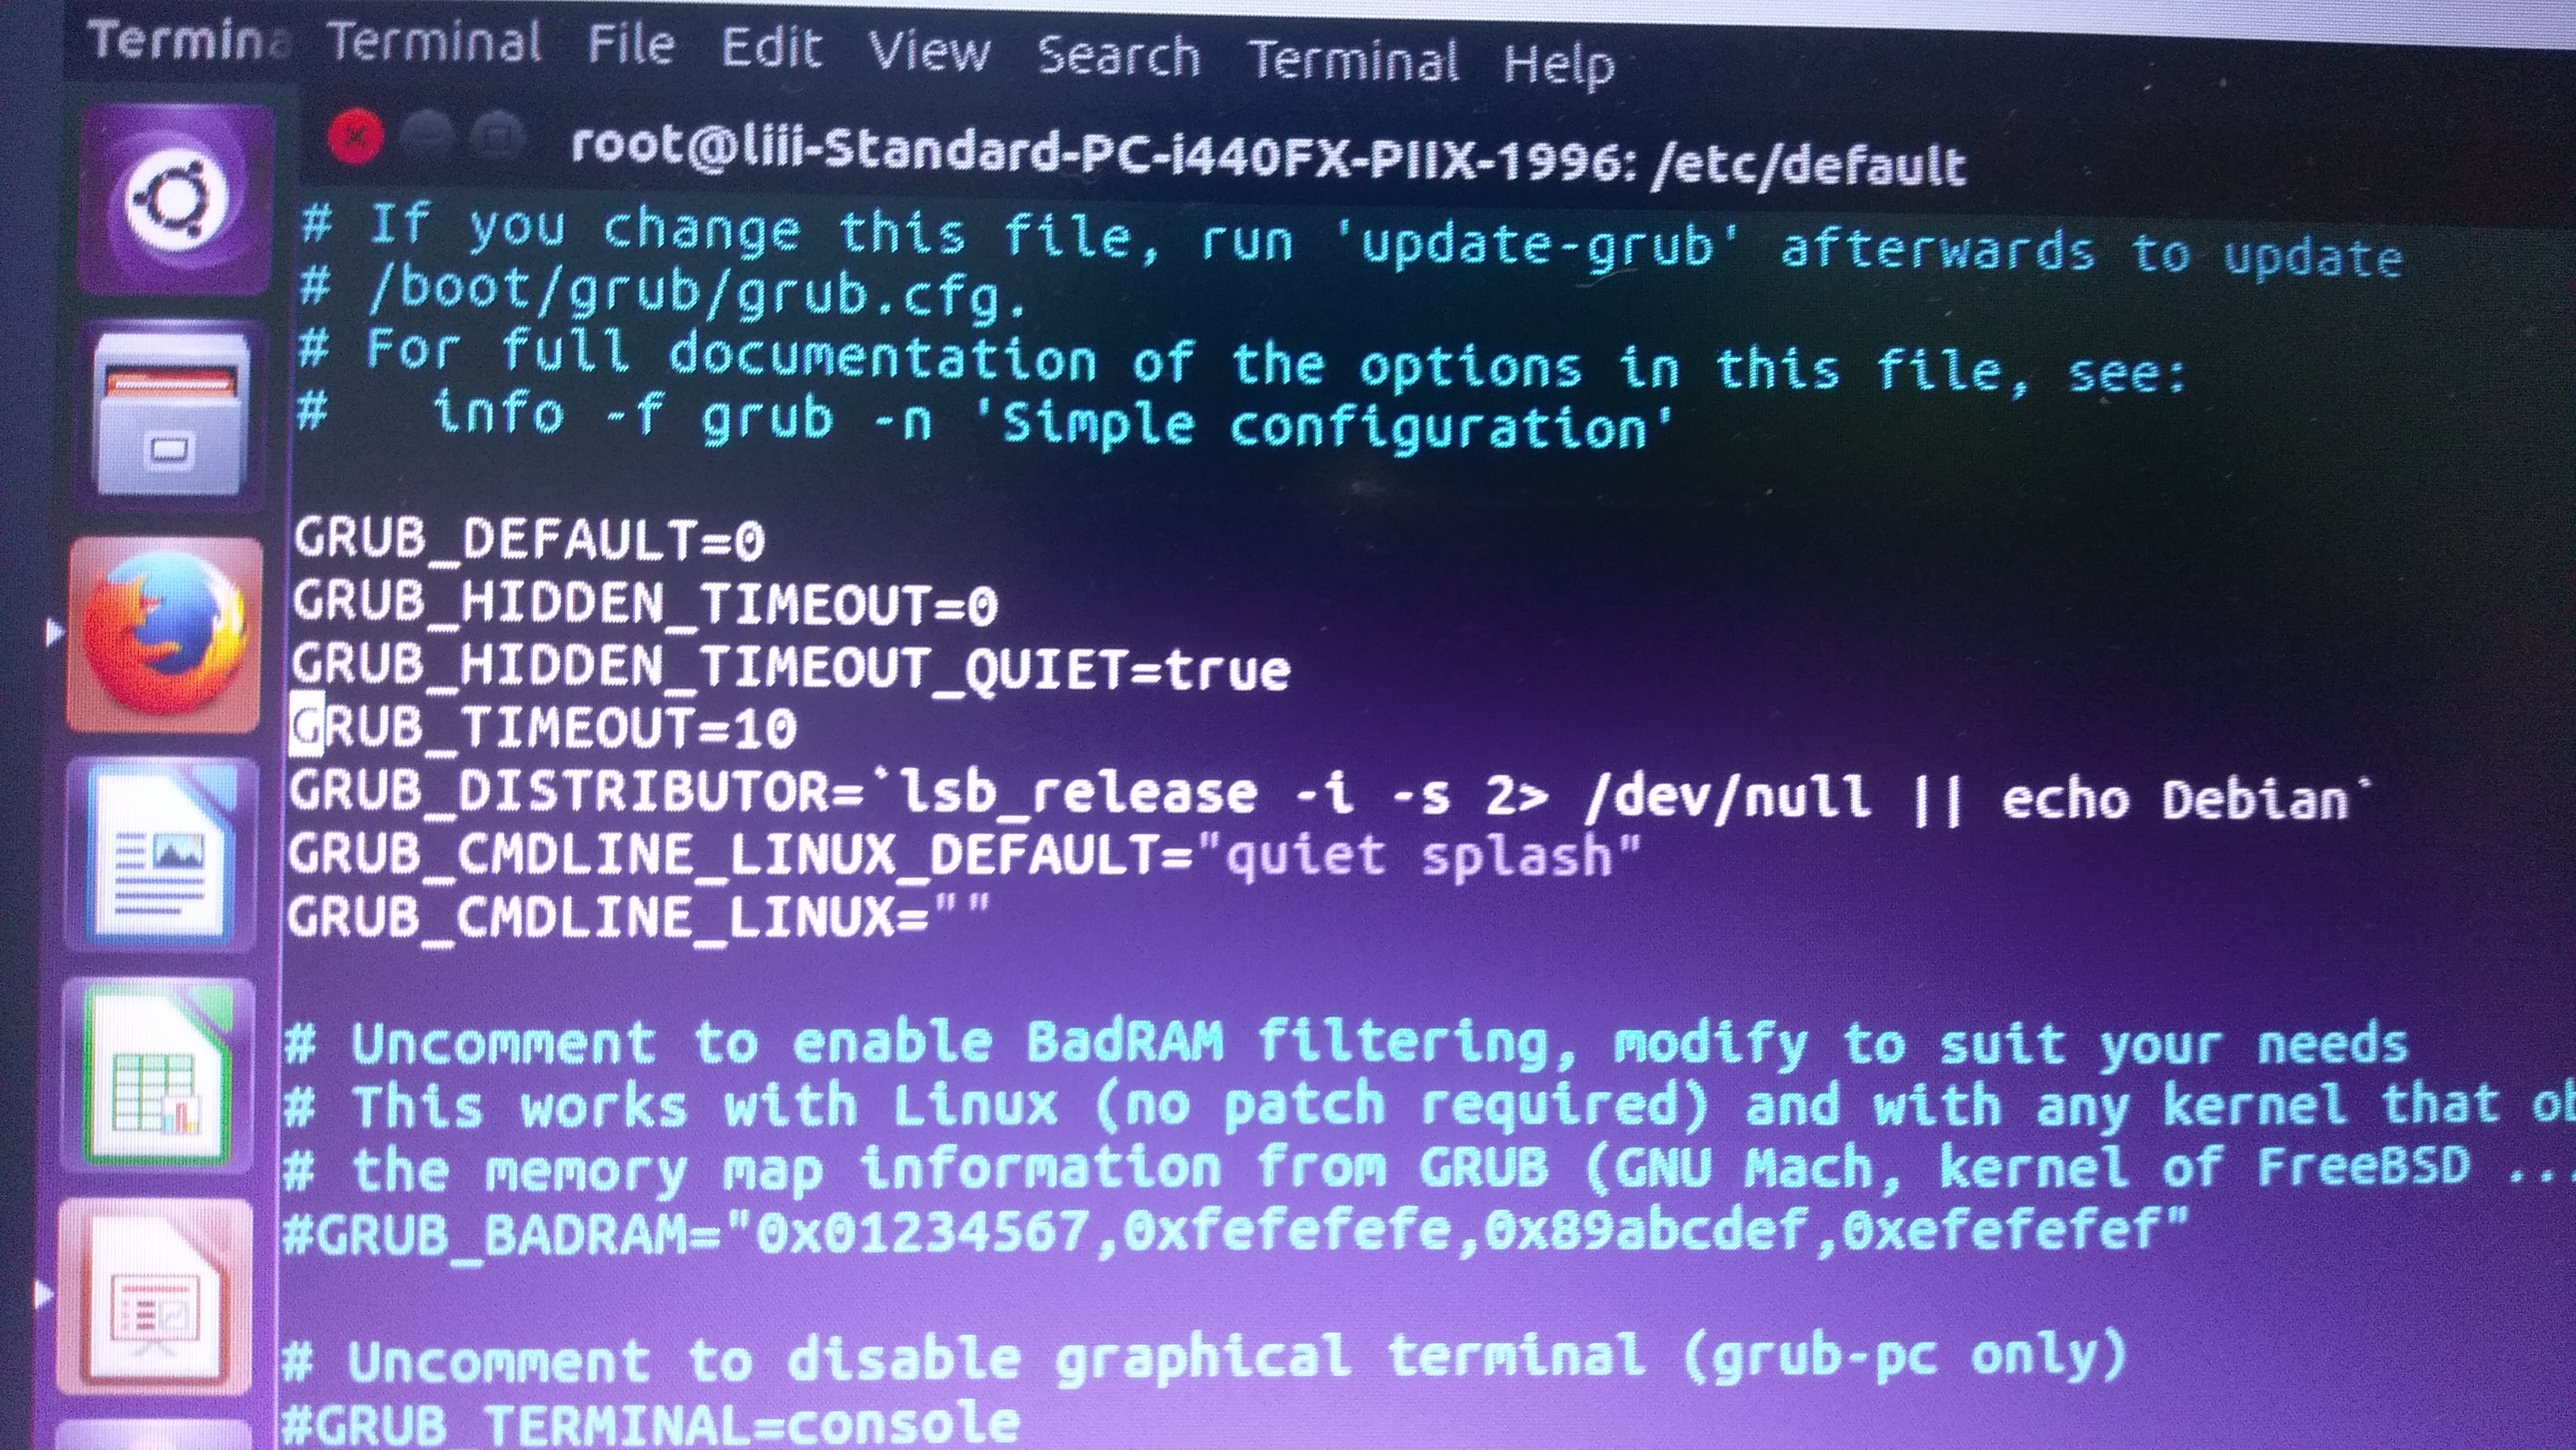 Termina Terminal File Edit View Search Terminal Help
root@liii-Standard-PC-i440FX-PIIX-1996: /etc/default
# If you change this file, run 'update-grub' afterwards to update
# /boot/grub/grub.cfg.
# For full documentation of the options in this file, see:
#   info -f grub -n 'Simple configuration'
GRUB_DEFAULT=0
GRUB_HIDDEN_TIMEOUT=0
GRUB_HIDDEN_TIMEOUT_QUIET=true
GRUB_TIMEOUT=10
GRUB_DISTRIBUTOR=`lsb_release -i -s 2> /dev/null || echo Debian`
GRUB_CMDLINE_LINUX_DEFAULT="quiet splash"
GRUB_CMDLINE_LINUX=""
# Uncomment to enable BadRAM filtering, modify to suit your needs
# This works with Linux (no patch required) and with any kernel that ob
# the memory map information from GRUB (GNU Mach, kernel of FreeBSD ...
#GRUB_BADRAM="0x01234567,0xfefefefe,0x89abcdef,0xefefefef"
# Uncomment to disable graphical terminal (grub-pc only)
#GRUB_TERMINAL=console